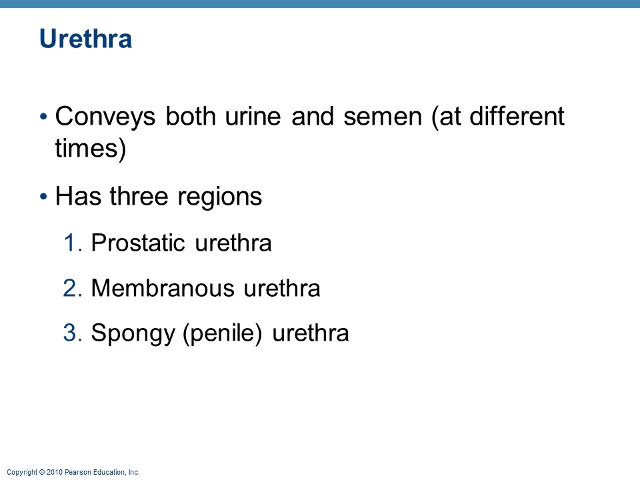 Urethra
• Conveys both urine and semen (at different
times)
• Has three regions
1. Prostatic urethra
2. Membranous urethra
3. Spongy (penile) urethra
Copyright © 2010 Pearson Education, Inc.